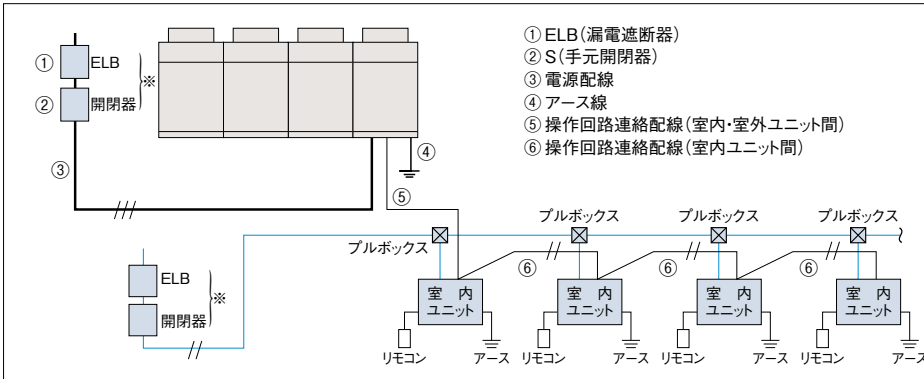 ① ELB(漏電遮断器)
② S(手元開閉器)
③ 電源配線
④ アース線
⑤ 操作回路連絡配線(室内・室外ユニット間)
⑥ 操作回路連絡配線(室内ユニット間)
① ELB
② 開閉器
※
③
④
⑤
プルボックス
プルボックス
プルボックス
プルボックス
ELB
開閉器
※
⑥
⑥
⑥
室内
ユニット
室内
ユニット
室内
ユニット
室内
ユニット
リモコン
アース
リモコン
アース
リモコン
アース
リモコン
アース